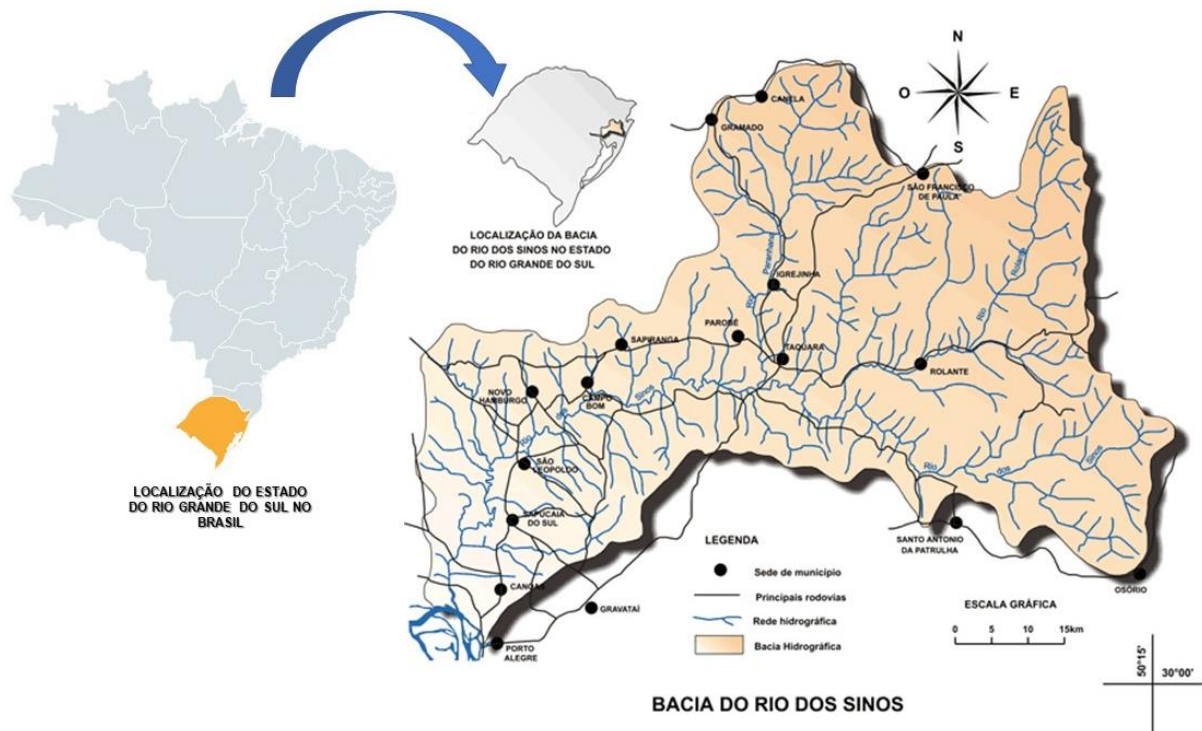 LOCALIZAÇÃO DO ESTADO
DO RIO GRANDE DO SUL NO
BRASIL
LOCALIZAÇÃO DA BACIA
DO RIO DOS SINOS NO ESTADO
DO RIO GRANDE DO SUL
N
O
E
S
CANELA
GRAMADO
SÃO FRANCISCO
DE PAULA
Rio
Paranhana
IGREJINHA
Rio
Rolante
PAROBÉ
SAPIRANGA
TAQUARA
ROLANTE
NOVO
HAMBURGO
CAMPO
BOM
Rio
dos
Sinos
SÃO
LEOPOLDO
Rio
dos
Sinos
SAPUCAIA
DO SUL
SANTO ANTONIO
DA PATRULHA
CANOAS
GRAVATAÍ
OSÓRIO
PORTO
ALEGRE
LEGENDA
Sede de município
Principais rodovias
Rede hidrográfica
Bacia Hidrográfica
ESCALA GRÁFICA
0 5 10 15km
50°15'
30°00'
BACIA DO RIO DOS SINOS